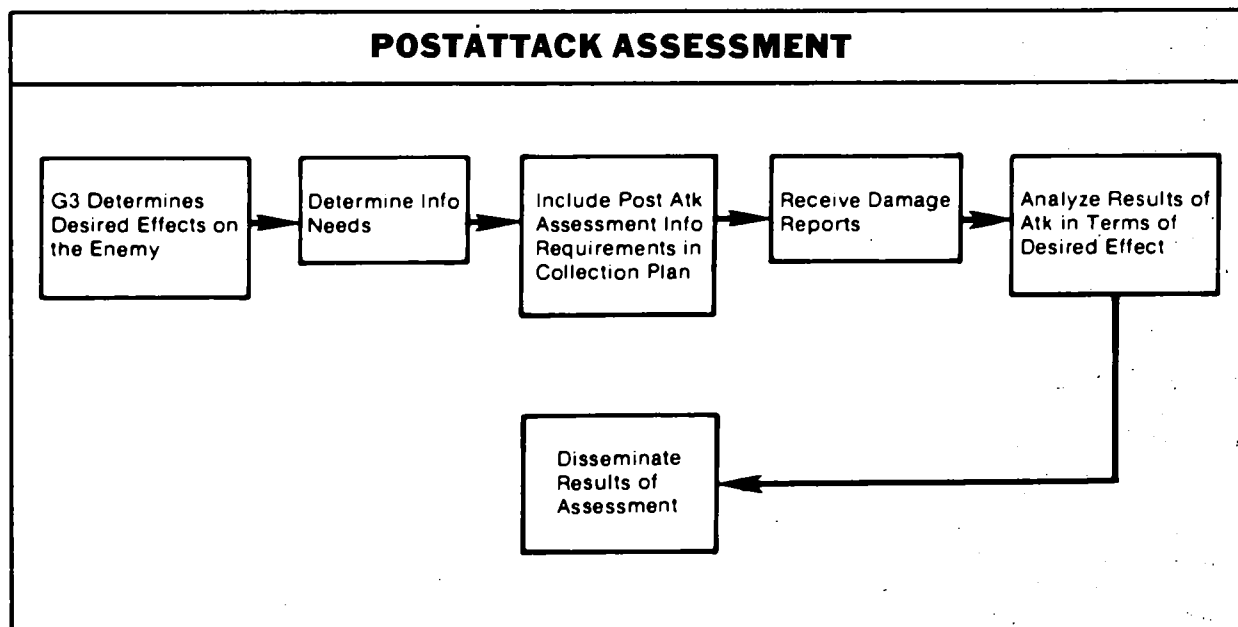 POSTATTACK ASSESSMENT
G3 Determines
Desired Effects on
the Enemy
Determine Info
Needs
Include Post Atk
Assessment Info
Requirements in
Collection Plan
Receive Damage
Reports
Analyze Results of
Atk in Terms of
Desired Effect
Disseminate
Results of
Assessment